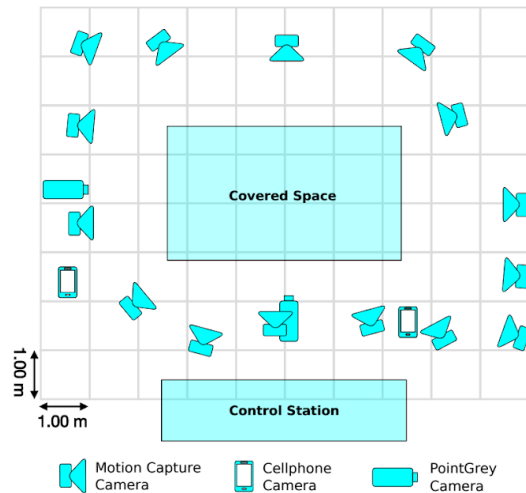 Covered Space
1.00 m
1.00 m
Control Station
Motion Capture
Camera
Cellphone
Camera
PointGrey
Camera